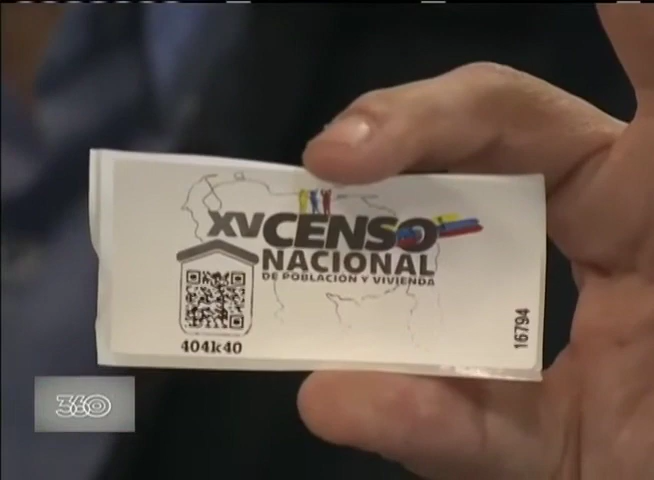 XV CENSO
NACIONAL
DE POBLACIÓN Y VIVIENDA
404k40
16794
360